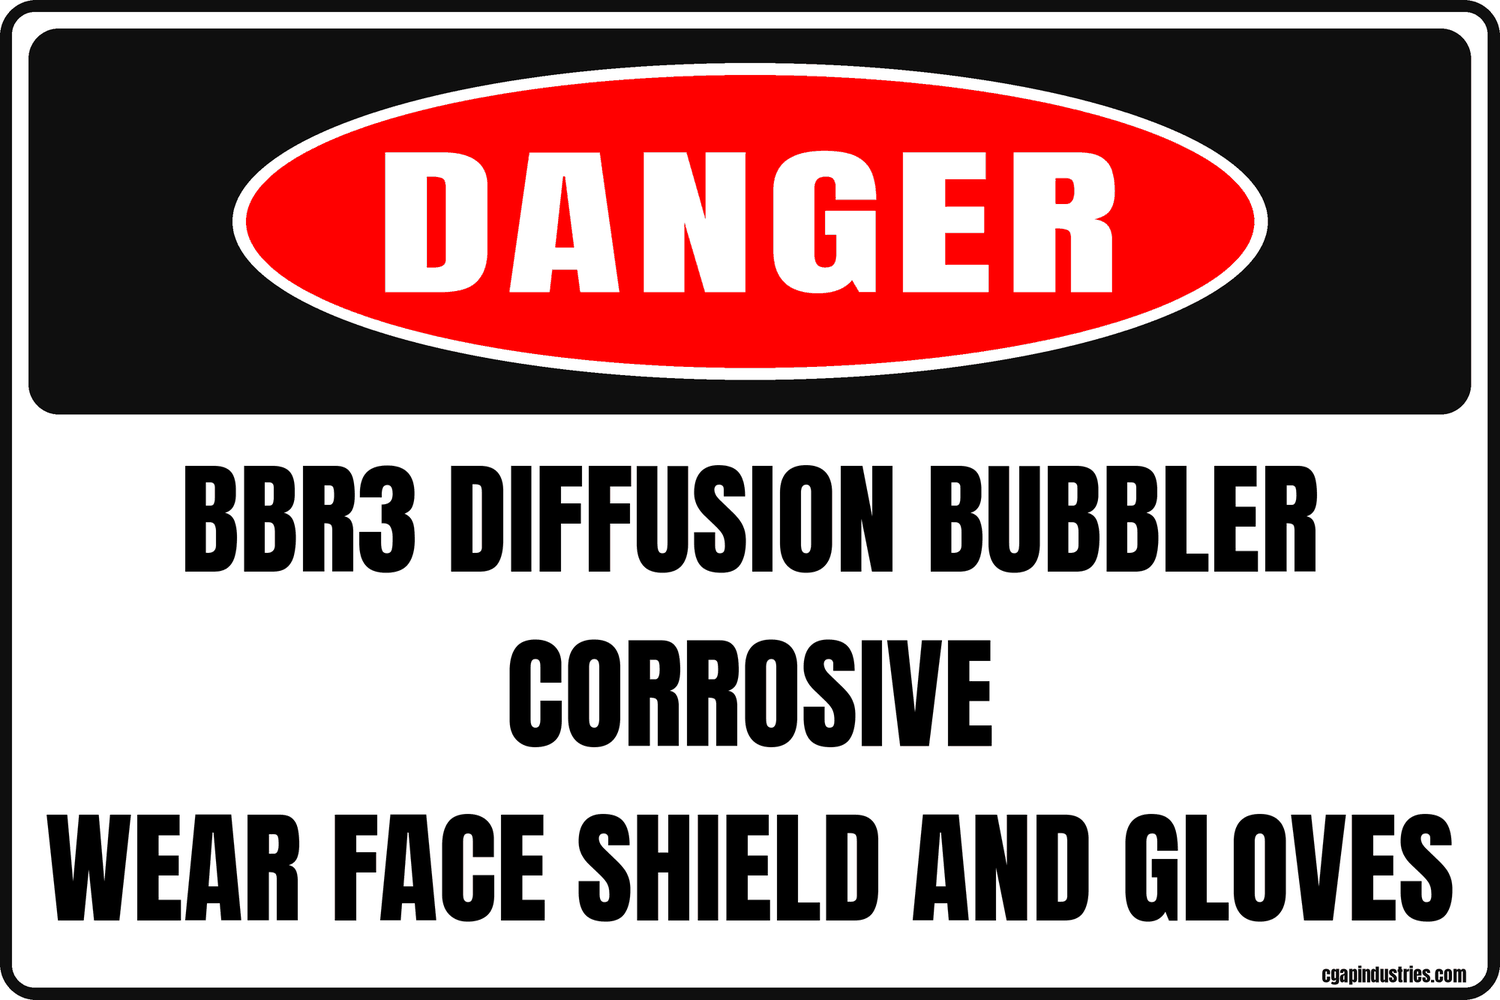 DANGER
BBR3 DIFFUSION BUBBLER
CORROSIVE
WEAR FACE SHIELD AND GLOVES
cgapindustries.com